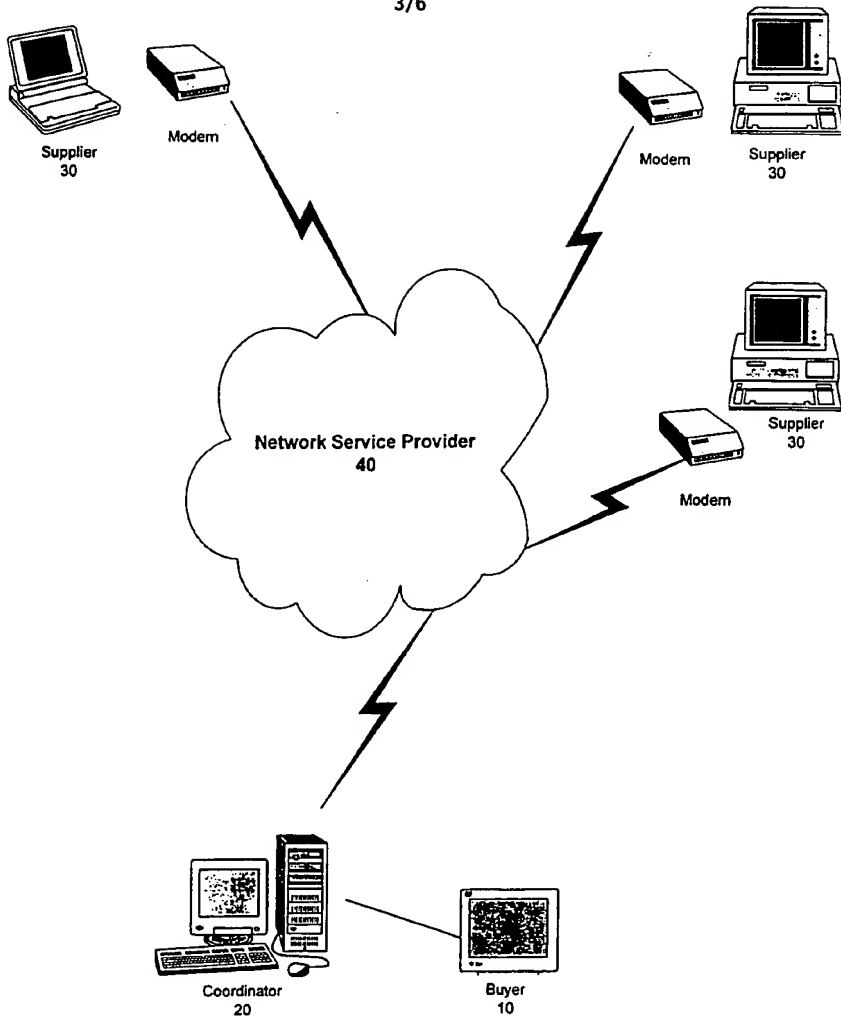 3/6
Supplier
30
Modem
Modem
Supplier
30
Network Service Provider
40
Supplier
30
Modem
Coordinator
20
Buyer
10